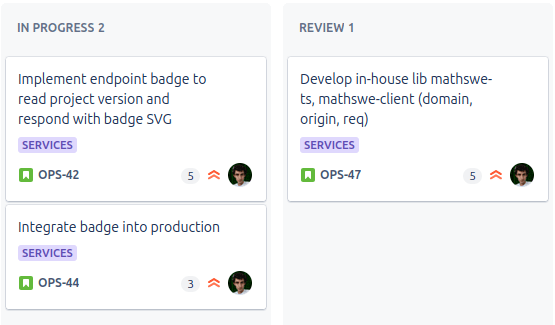 IN PROGRESS 2
Implement endpoint badge to
read project version and
respond with badge SVG
SERVICES
OPS-42
5
Integrate badge into production
SERVICES
OPS-44
3
REVIEW 1
Develop in-house lib mathswe-
ts, mathswe-client (domain,
origin, req)
SERVICES
OPS-47
5